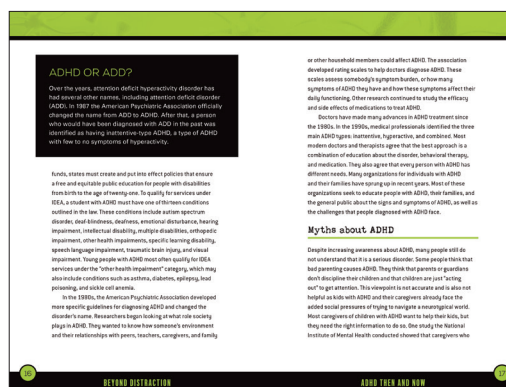 ADHD OR ADD?
Over the years, attention deficit hyperactivity disorder has
had several other names, including attention deficit disorder
(ADD). In 1987 the American Psychiatric Association officially
changed the name from ADD to ADHD. After that, a person
who would have been diagnosed with ADD in the past was
identified as having inattentive-type ADHD, a type of ADHD
with few to no symptoms of hyperactivity.
funds, states must create and put into effect policies that ensure
a free and equitable public education for people with disabilities
from birth to the age of twenty-one. To qualify for services under
IDEA, a student with ADHD must have one of thirteen conditions
outlined in the law. These conditions include autism spectrum
disorder, deaf-blindness, deafness, emotional disturbance, hearing
impairment, intellectual disability, multiple disabilities, orthopedic
impairment, other health impairments, specific learning disability,
speech language impairment, traumatic brain injury, and visual
impairment. Young people with ADHD most often qualify for IDEA
services under the "other health impairment" category, which may
also include conditions such as asthma, diabetes, epilepsy, lead
poisoning, and sickle cell anemia.
In the 1990s, the American Psychiatric Association developed
more specific guidelines for diagnosing ADHD and changed the
disorder's name. Researchers began looking at what role society
plays in ADHD. They wanted to know how someone's environment
and their relationships with peers, teachers, caregivers, and family
16
BEYOND DISTRACTION
or other household members could affect ADHD. The association
developed rating scales to help doctors diagnose ADHD. These
scales assess somebody's symptom burden, or how many
symptoms of ADHD they have and how these symptoms affect their
daily functioning. Other research continued to study the efficacy
and side effects of medications to treat ADHD.
Doctors have made many advances in ADHD treatment since
the 1980s. In the 1990s, medical professionals identified the three
main ADHD types: inattentive, hyperactive, and combined. Most
modern doctors and therapists agree that the best approach is a
combination of education about the disorder, behavioral therapy,
and medication. They also agree that every person with ADHD has
different needs. Many organizations for individuals with ADHD
and their families have sprung up in recent years. Most of these
organizations seek to educate people with ADHD, their families, and
the general public about the signs and symptoms of ADHD, as well as
the challenges that people diagnosed with ADHD face.
Myths about ADHD
Despite increasing awareness about ADHD, many people still do
not understand that it is a serious disorder. Some people think that
bad parenting causes ADHD. They think that parents or guardians
don't discipline their children and that children are just "acting
out" to get attention. This viewpoint is not accurate and is also not
helpful as kids with ADHD and their caregivers already face the
added social pressures of trying to navigate a neurotypical world.
Most caregivers of children with ADHD want to help their kids, but
they need the right information to do so. One study the National
Institute of Mental Health conducted showed that caregivers who
ADHD THEN AND NOW
17